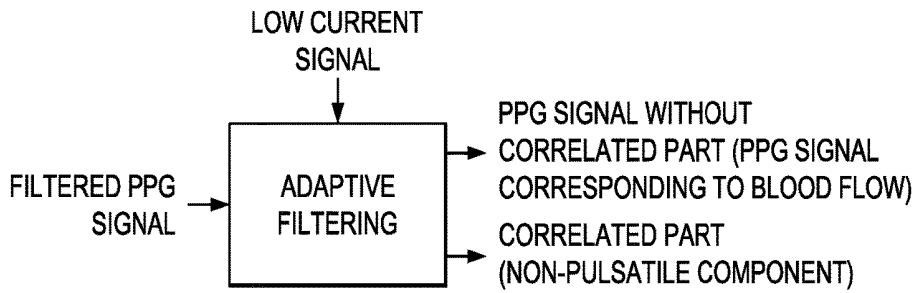 LOW CURRENT
SIGNAL
FILTERED PPG
SIGNAL
ADAPTIVE
FILTERING
PPG SIGNAL WITHOUT
CORRELATED PART (PPG SIGNAL
CORRESPONDING TO BLOOD FLOW)
CORRELATED PART
(NON-PULSATILE COMPONENT)